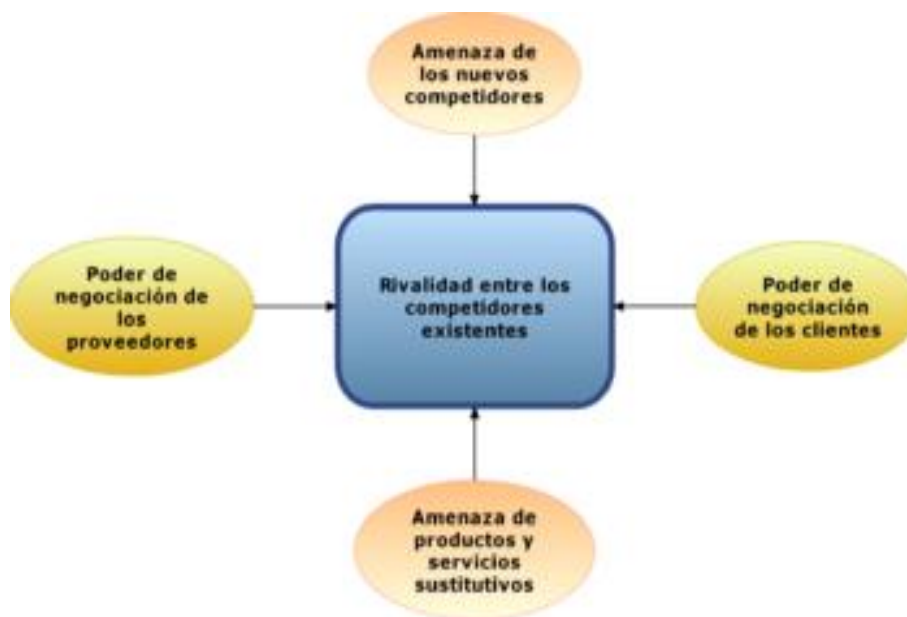 Amenaza de
los nuevos
competidores
Poder de
negociación de
los
proveedores
Rivalidad entre los
competidores
existentes
Poder de
negociación
de los clientes
Amenaza de
productos y
servicios
sustitutivos